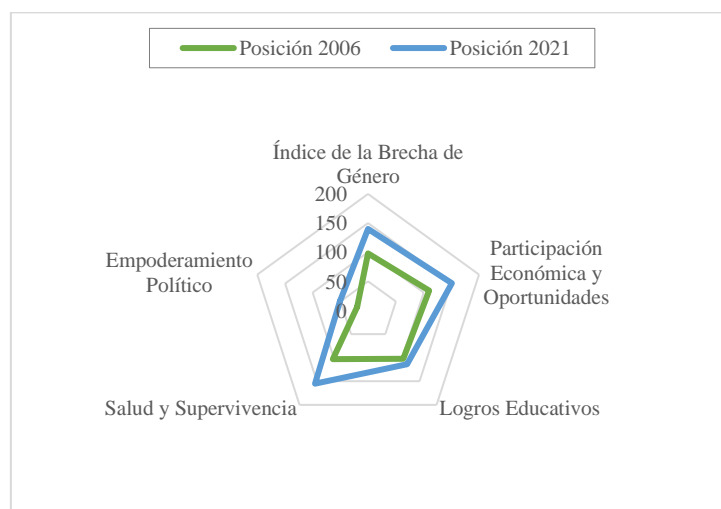 Posición 2006 Posición 2021
Índice de la Brecha de
Género
200
150
100
50
0
Participación
Económica y
Oportunidades
Logros Educativos
Salud y Supervivencia
Empoderamiento
Político